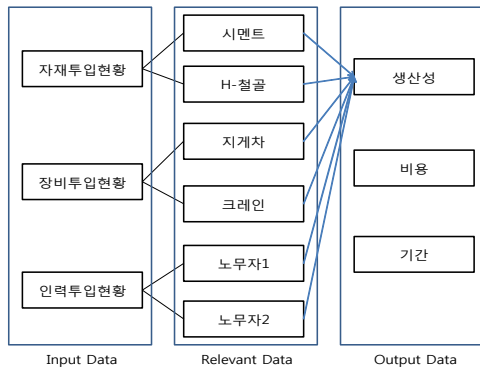 자재투입현황
장비투입현황
인력투입현황
Input Data
시멘트
H-철골
지게차
크레인
노무자1
노무자2
Relevant Data
생산성
비용
기간
Output Data